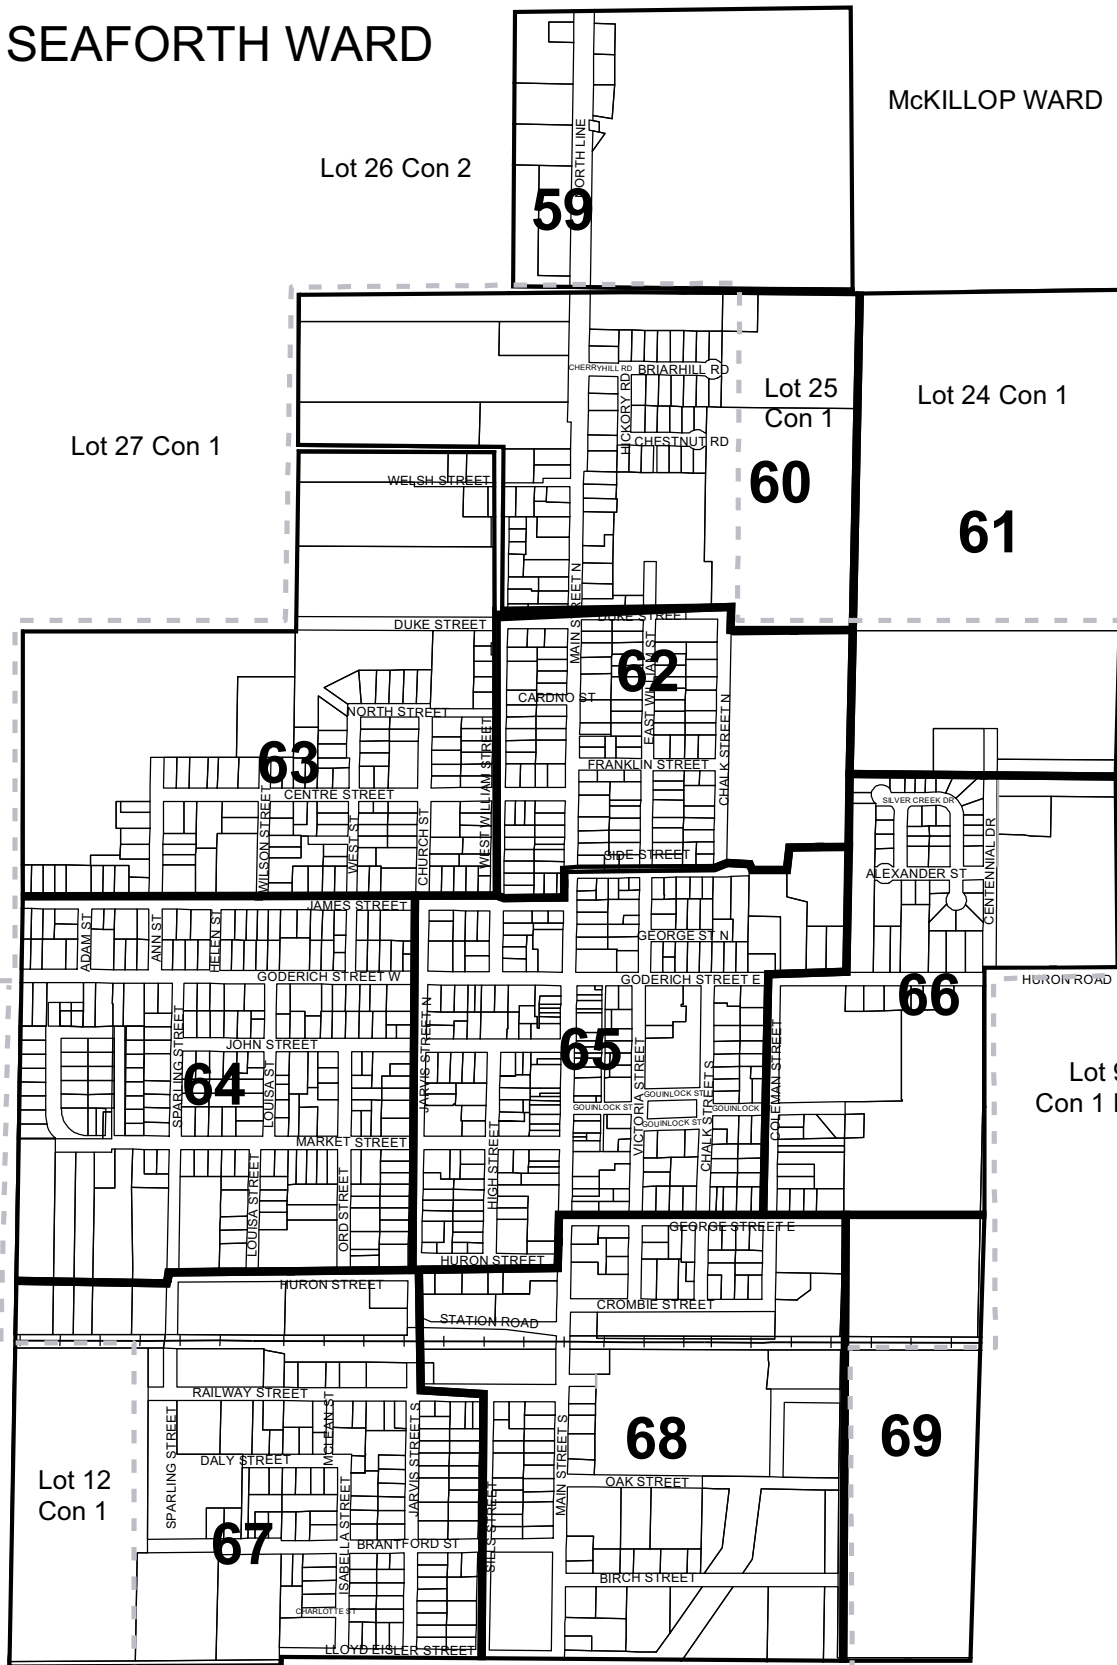 SEAFORTH WARD
McKILLOP WARD
Lot 26 Con 2
NORTH LINE
59
CHERRYHILL RD
BRIARHILL RD
HICKORY RD
CHESTNUT RD
Lot 25
Con 1
Lot 24 Con 1
Lot 27 Con 1
60
61
WELSH STREET
MAIN STREET N
DUKE STREET
DUKE STREET
62
EAST WILLIAM ST
CARDNO ST
CHALK STREET N
NORTH STREET
63
WEST WILLIAM STREET
FRANKLIN STREET
CENTRE STREET
WILSON STREET
WEST ST
CHURCH ST
SIDE STREET
SILVER CREEK DR
CENTENNIAL DR
ALEXANDER ST
JAMES STREET
ADAM ST
ANN ST
HELEN ST
GEORGE ST N
GODERICH STREET W
GODERICH STREET E
HURON ROAD
66
SPARLING STREET
JARVIS STREET N
65
JOHN STREET
64
LOUISA ST
VICTORIA STREET
CHALK STREET S
COLEMAN STREET
GOUINLOCK ST
GOUINLOCK ST
GOUINLOCK
GOUINLOCK ST
Lot 9
Con 1
MARKET STREET
HIGH STREET
LOUISA STREET
ORD STREET
GEORGE STREET E
HURON STREET
HURON STREET
CROMBIE STREET
STATION ROAD
RAILWAY STREET
MCLEAN ST
SPARLING STREET
JARVIS STREET S
MAIN STREET S
68
69
DALY STREET
OAK STREET
Lot 12
Con 1
67
ISABELLA STREET
SILLS STREET
BRANTFORD ST
BIRCH STREET
CHARLOTTE ST
LLOYD EISLER STREET